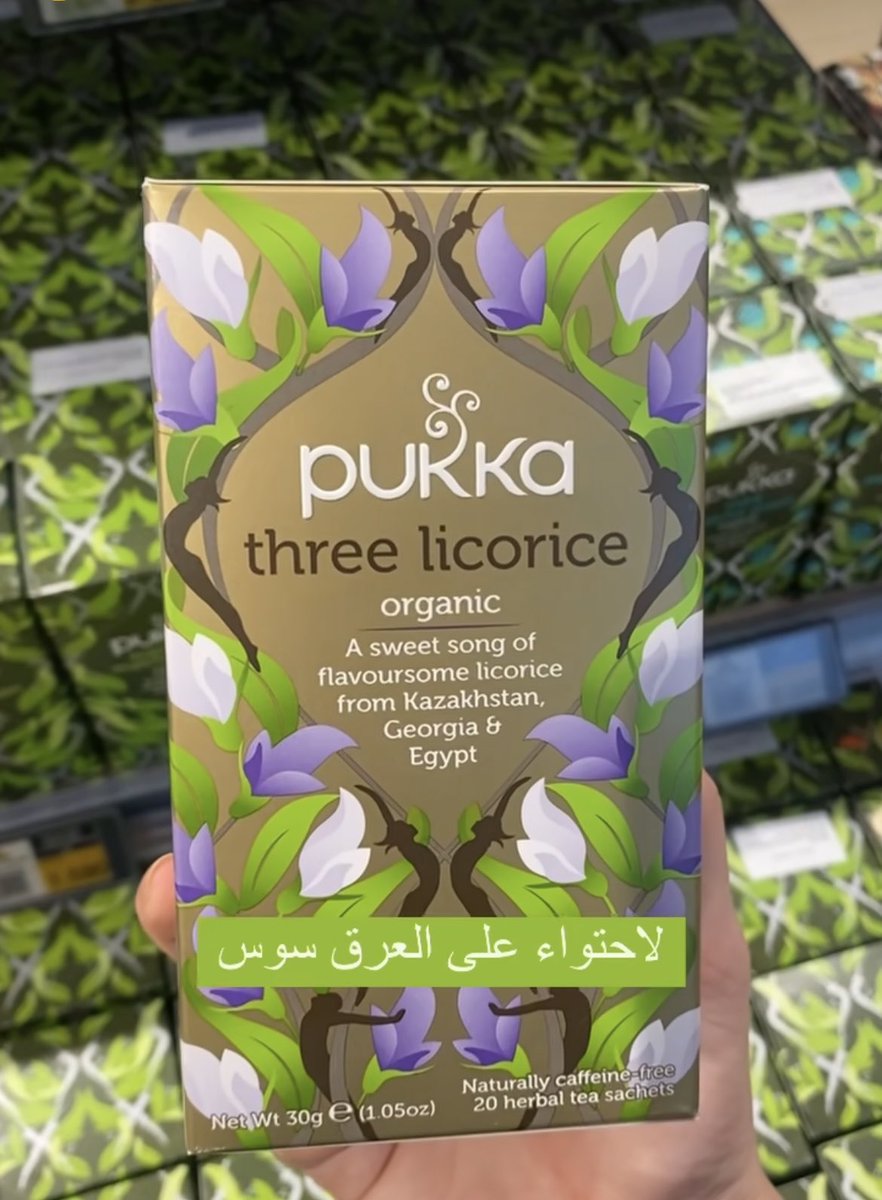 pukka
three licorice
organic
A sweet song of
flavoursome licorice
from Kazakhstan,
Georgia &
Egypt
لاحتواء على العرق سوس
Naturally caffeine-free
20 herbal tea sachets
Net Wt 30g ℮ (1.05oz)